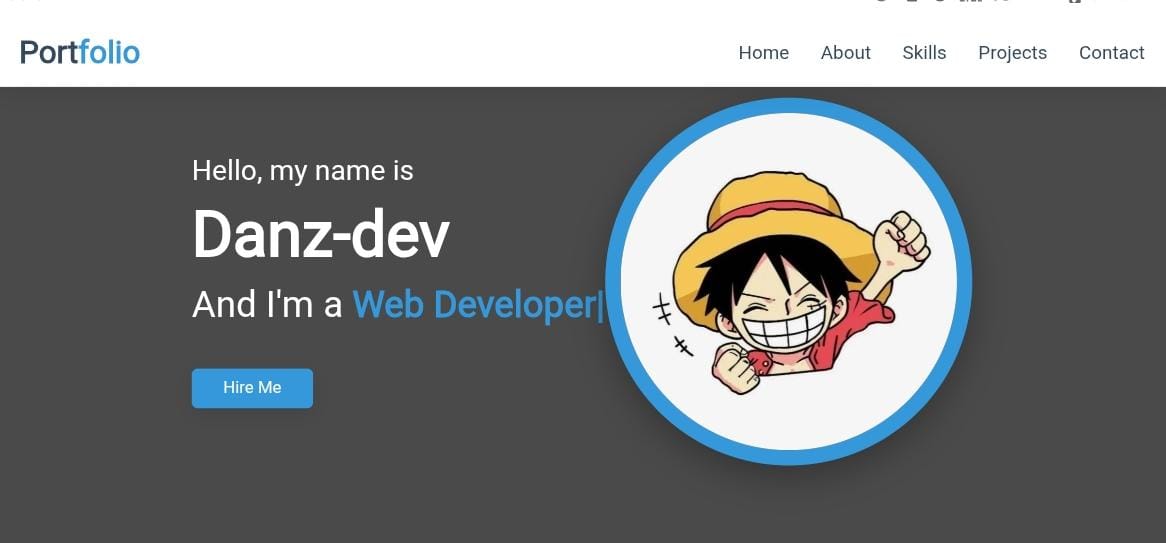 Portfolio
Home About Skills Projects Contact
Hello, my name is
Danz-dev
And I'm a Web Developer|
Hire Me